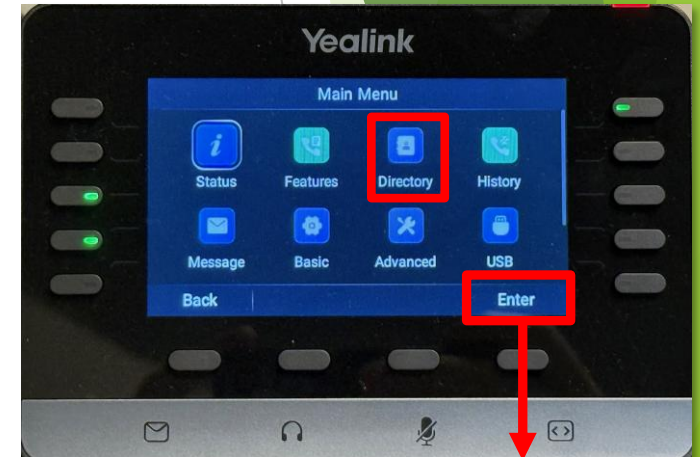 Yealink
Main Menu
Status Features Directory History
Message Basic Advanced USB
Back Enter